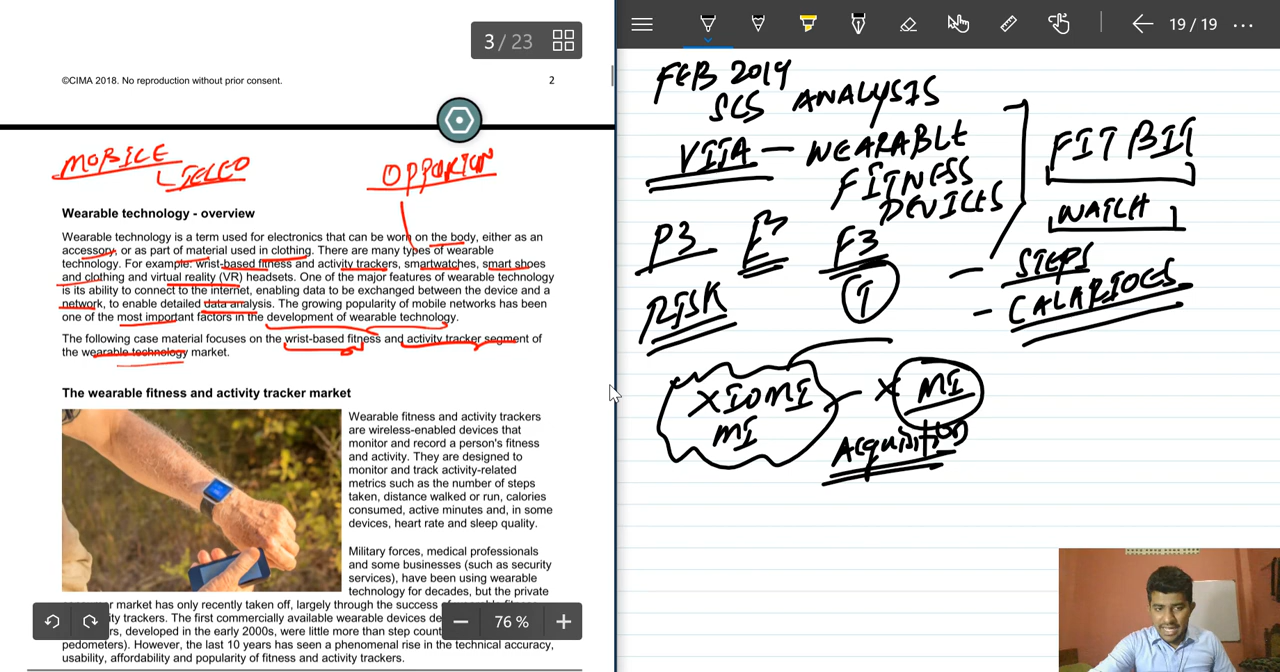 3 / 23
©CIMA 2018. No reproduction without prior consent.
2
MOBILE
TELCO
Wearable technology - overview
Wearable technology is a term used for electronics that can be worn on the body, either as an
accessory, or as part of material used in clothing. There are many types of wearable
technology. For example: wrist-based fitness and activity trackers, smartwatches, smart shoes
and clothing and virtual reality (VR) headsets. One of the major features of wearable technology
is its ability to connect to the internet, enabling data to be exchanged between the device and a
network, to enable detailed data analysis. The growing popularity of mobile networks has been
one of the most important factors in the development of wearable technology.
The following case material focuses on the wrist-based fitness and activity tracker segment of
the wearable technology market.
The wearable fitness and activity tracker market
Wearable fitness and activity trackers
are wireless-enabled devices that
monitor and record a person's fitness
and activity. They are designed to
monitor and track activity-related
metrics such as the number of steps
taken, distance walked or run, calories
consumed, active minutes and, in some
devices, heart rate and sleep quality.
Military forces, medical professionals
and some businesses (such as security
services), have been using wearable
technology for decades, but the private
market has only recently taken off, largely through the success
ity trackers. The first commercially available wearable devices
rs, developed in the early 2000s, were little more than step
pedometers). However, the last 10 years has seen a phenomenal rise in the technical accuracy,
usability, affordability and popularity of fitness and activity trackers.
76 %
19 / 19
FEB 2019
SCS ANALYSIS
VITA - WEARABLE
FITNESS
DEVICES
FITBIT
WATCH
P3 E3 F3
RISK
- STEPS
- CALARIOES
XIOMI - X MI
MI
Acquisition